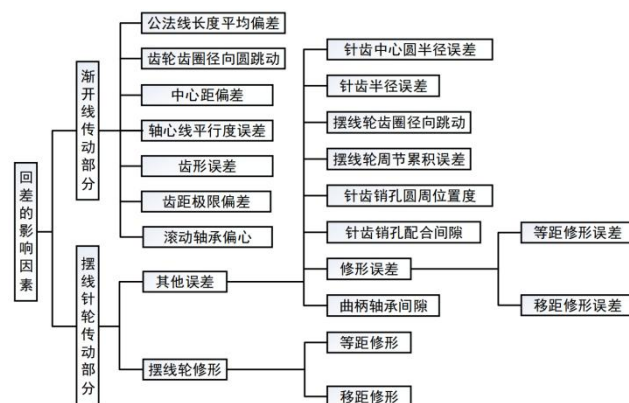 回差的影响因素
渐开线传动部分
公法线长度平均偏差
齿轮齿圈径向圆跳动
中心距偏差
轴心线平行度误差
齿形误差
齿距极限偏差
滚动轴承偏心
摆线针轮传动部分
其他误差
针齿中心圆半径误差
针齿半径误差
摆线轮齿圈径向跳动
摆线轮周节累积误差
针齿销孔圆周位置度
针齿销孔配合间隙
修形误差
等距修形误差
移距修形误差
曲柄轴承间隙
摆线轮修形
等距修形
移距修形